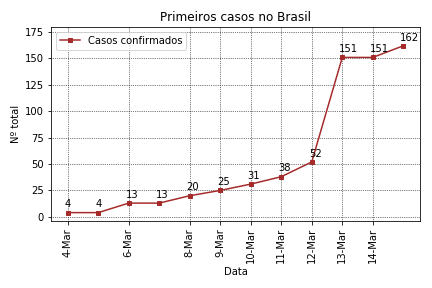 Primeiros casos no Brasil
Casos confirmados
175
150
125
100
75
50
25
0
Nº total
4
4
13
13
20
25
31
38
52
151
151
162
4-Mar
6-Mar
8-Mar
9-Mar
10-Mar
11-Mar
12-Mar
13-Mar
14-Mar
Data